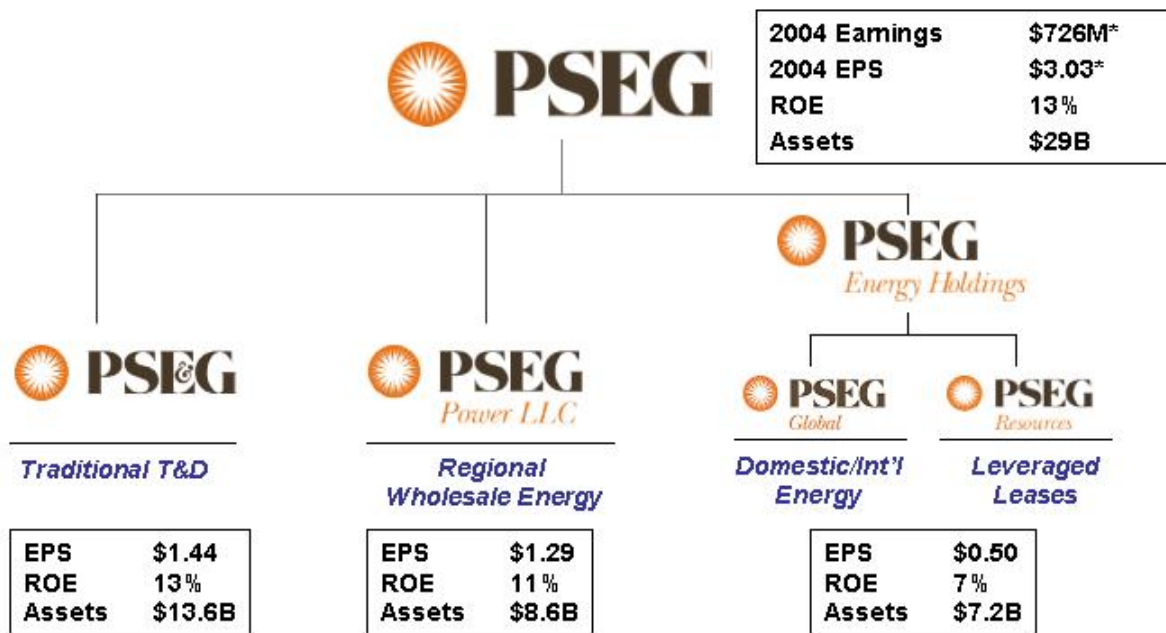 PSEG
2004 Earnings $726M*
2004 EPS $3.03*
ROE 13%
Assets $29B
PSEG
Energy Holdings
PSE&G
PSEG
Power LLC
PSEG
Global
PSEG
Resources
Traditional T&D
Regional
Wholesale Energy
Domestic/Int'l
Energy
Leveraged
Leases
EPS $1.44
ROE 13%
Assets $13.6B
EPS $1.29
ROE 11%
Assets $8.6B
EPS $0.50
ROE 7%
Assets $7.2B